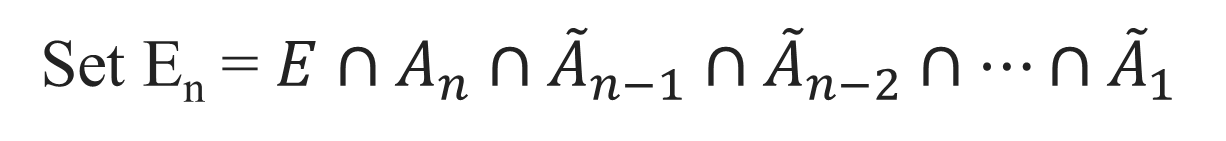 Set Eₙ = E ∩ Aₙ ∩ Ãₙ₋₁ ∩ Ãₙ₋₂ ∩ ⋯ ∩ Ã₁